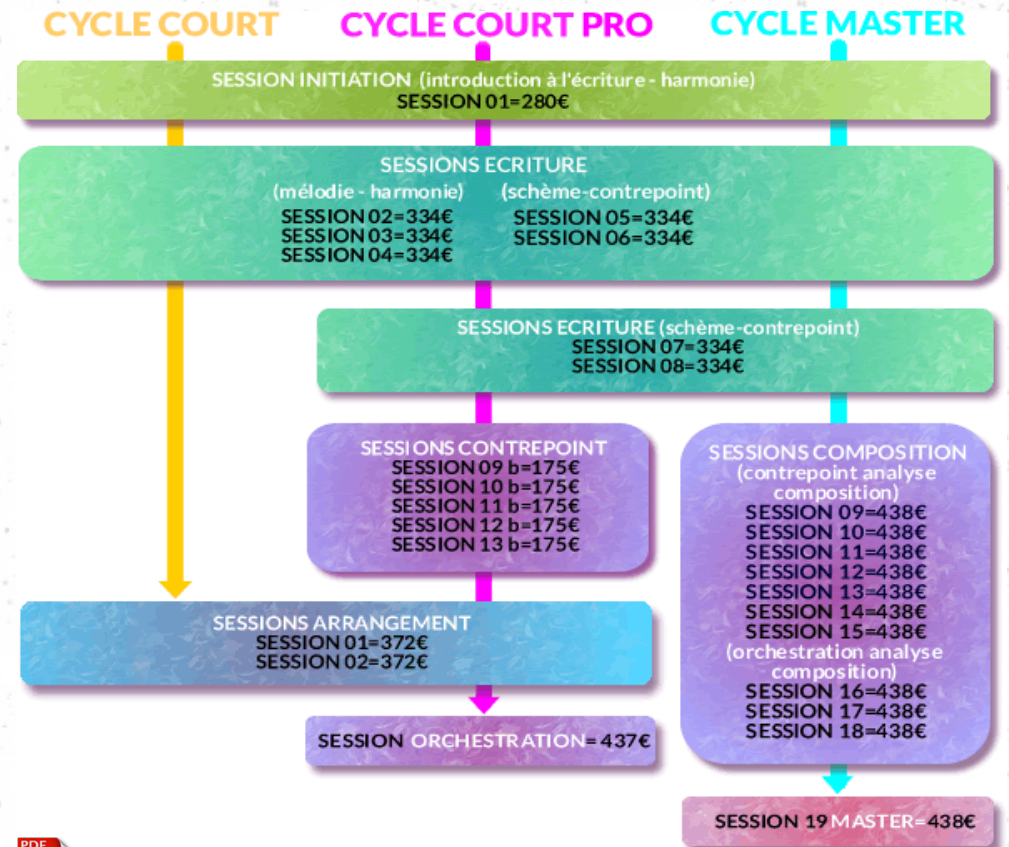 CYCLE COURT
CYCLE COURT PRO
CYCLE MASTER
SESSION INITIATION (introduction à l'écriture - harmonie)
SESSION 01=280€
SESSIONS ECRITURE
(mélodie - harmonie) (schème-contrepoint)
SESSION 02=334€ SESSION 05=334€
SESSION 03=334€ SESSION 06=334€
SESSION 04=334€
SESSIONS ECRITURE (schème-contrepoint)
SESSION 07=334€
SESSION 08=334€
SESSIONS CONTREPOINT
SESSION 09 b=175€
SESSION 10 b=175€
SESSION 11 b=175€
SESSION 12 b=175€
SESSION 13 b=175€
SESSIONS COMPOSITION
(contrepoint analyse
composition)
SESSION 09=438€
SESSION 10=438€
SESSION 11=438€
SESSION 12=438€
SESSION 13=438€
SESSION 14=438€
SESSION 15=438€
(orchestration analyse
composition)
SESSION 16=438€
SESSION 17=438€
SESSION 18=438€
SESSIONS ARRANGEMENT
SESSION 01=372€
SESSION 02=372€
SESSION ORCHESTRATION= 437€
SESSION 19 MASTER=438€
PDF